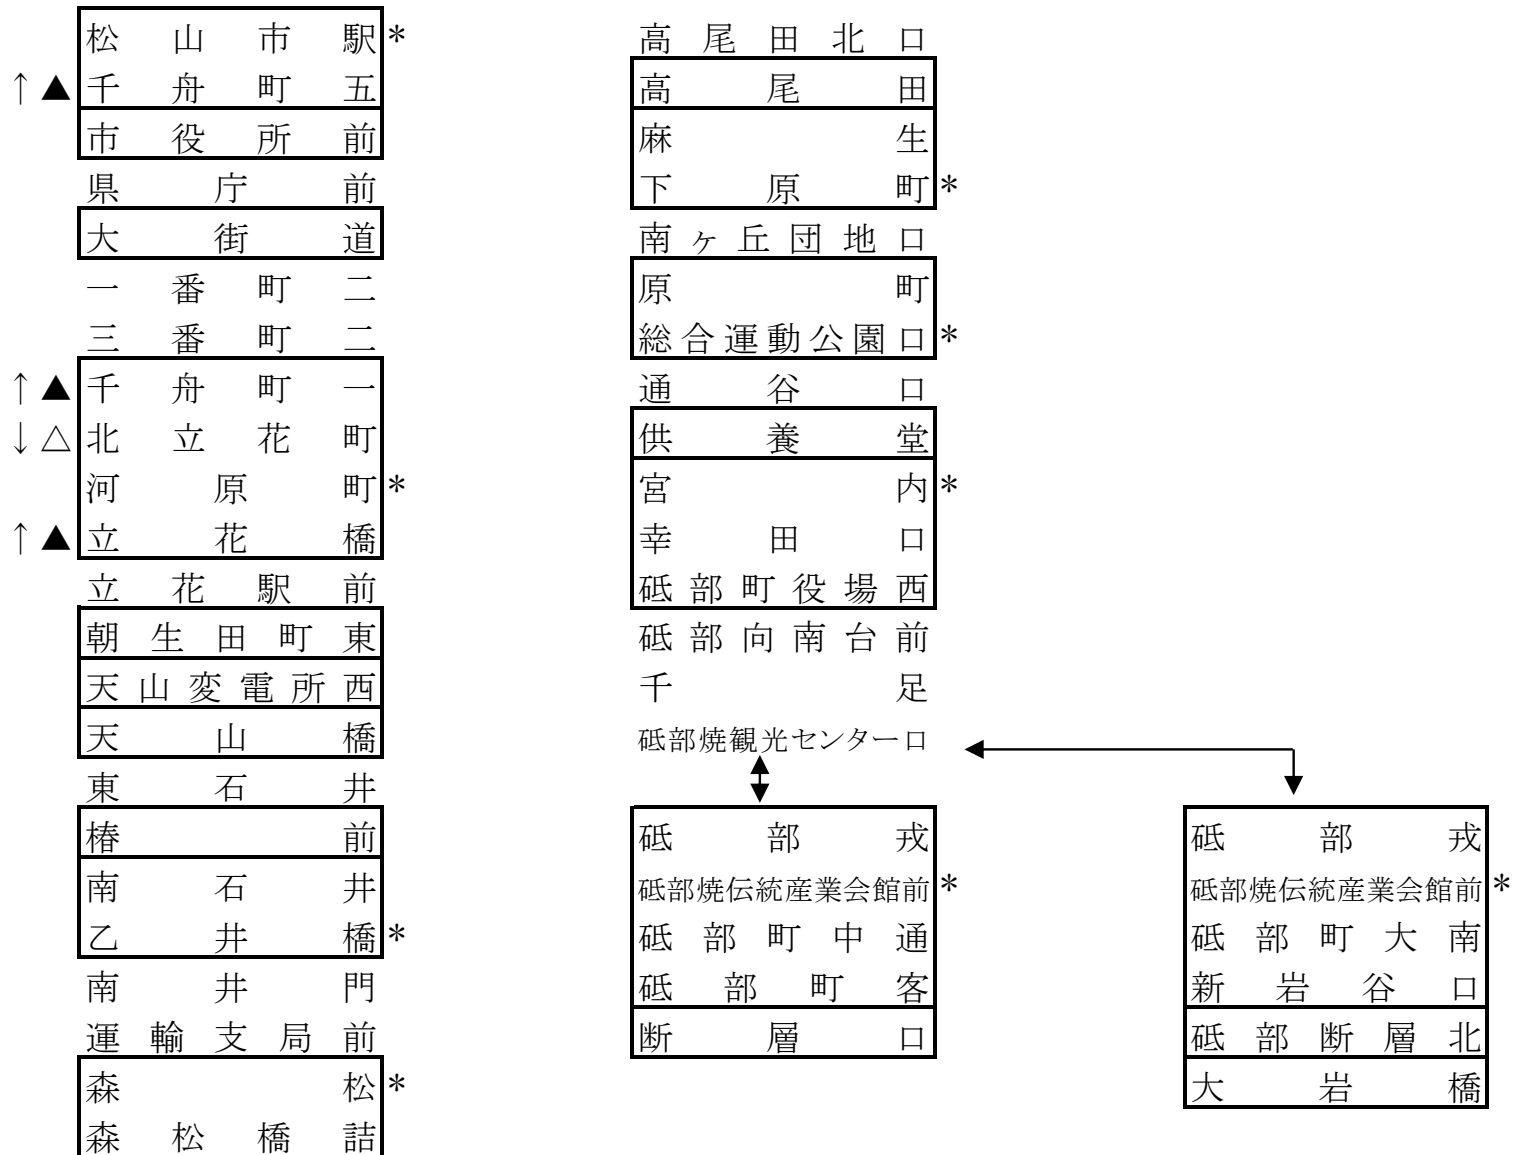 松山市駅*
↑▲千舟町五
市役所前
県庁前
大街道
一番町二
三番町二
↑▲千舟町一
↓△北立花町
河原町*
↑▲立花橋
立花駅前
朝生田町東
天山変電所西
天山橋
東石井
椿前
南石井
乙井橋*
南井門
運輸支局前
森松*
森松橋詰
高尾田北口
高尾田
麻生
下原町*
南ヶ丘団地口
原町
総合運動公園口*
通谷口
供養堂
宮内*
幸田口
砥部町役場西
砥部向南台前
千足
砥部焼観光センター口
砥部戎
砥部焼伝統産業会館前*
砥部町中通
砥部町客
断層口
砥部戎
砥部焼伝統産業会館前*
砥部町大南
新岩谷口
砥部断層北
大岩橋